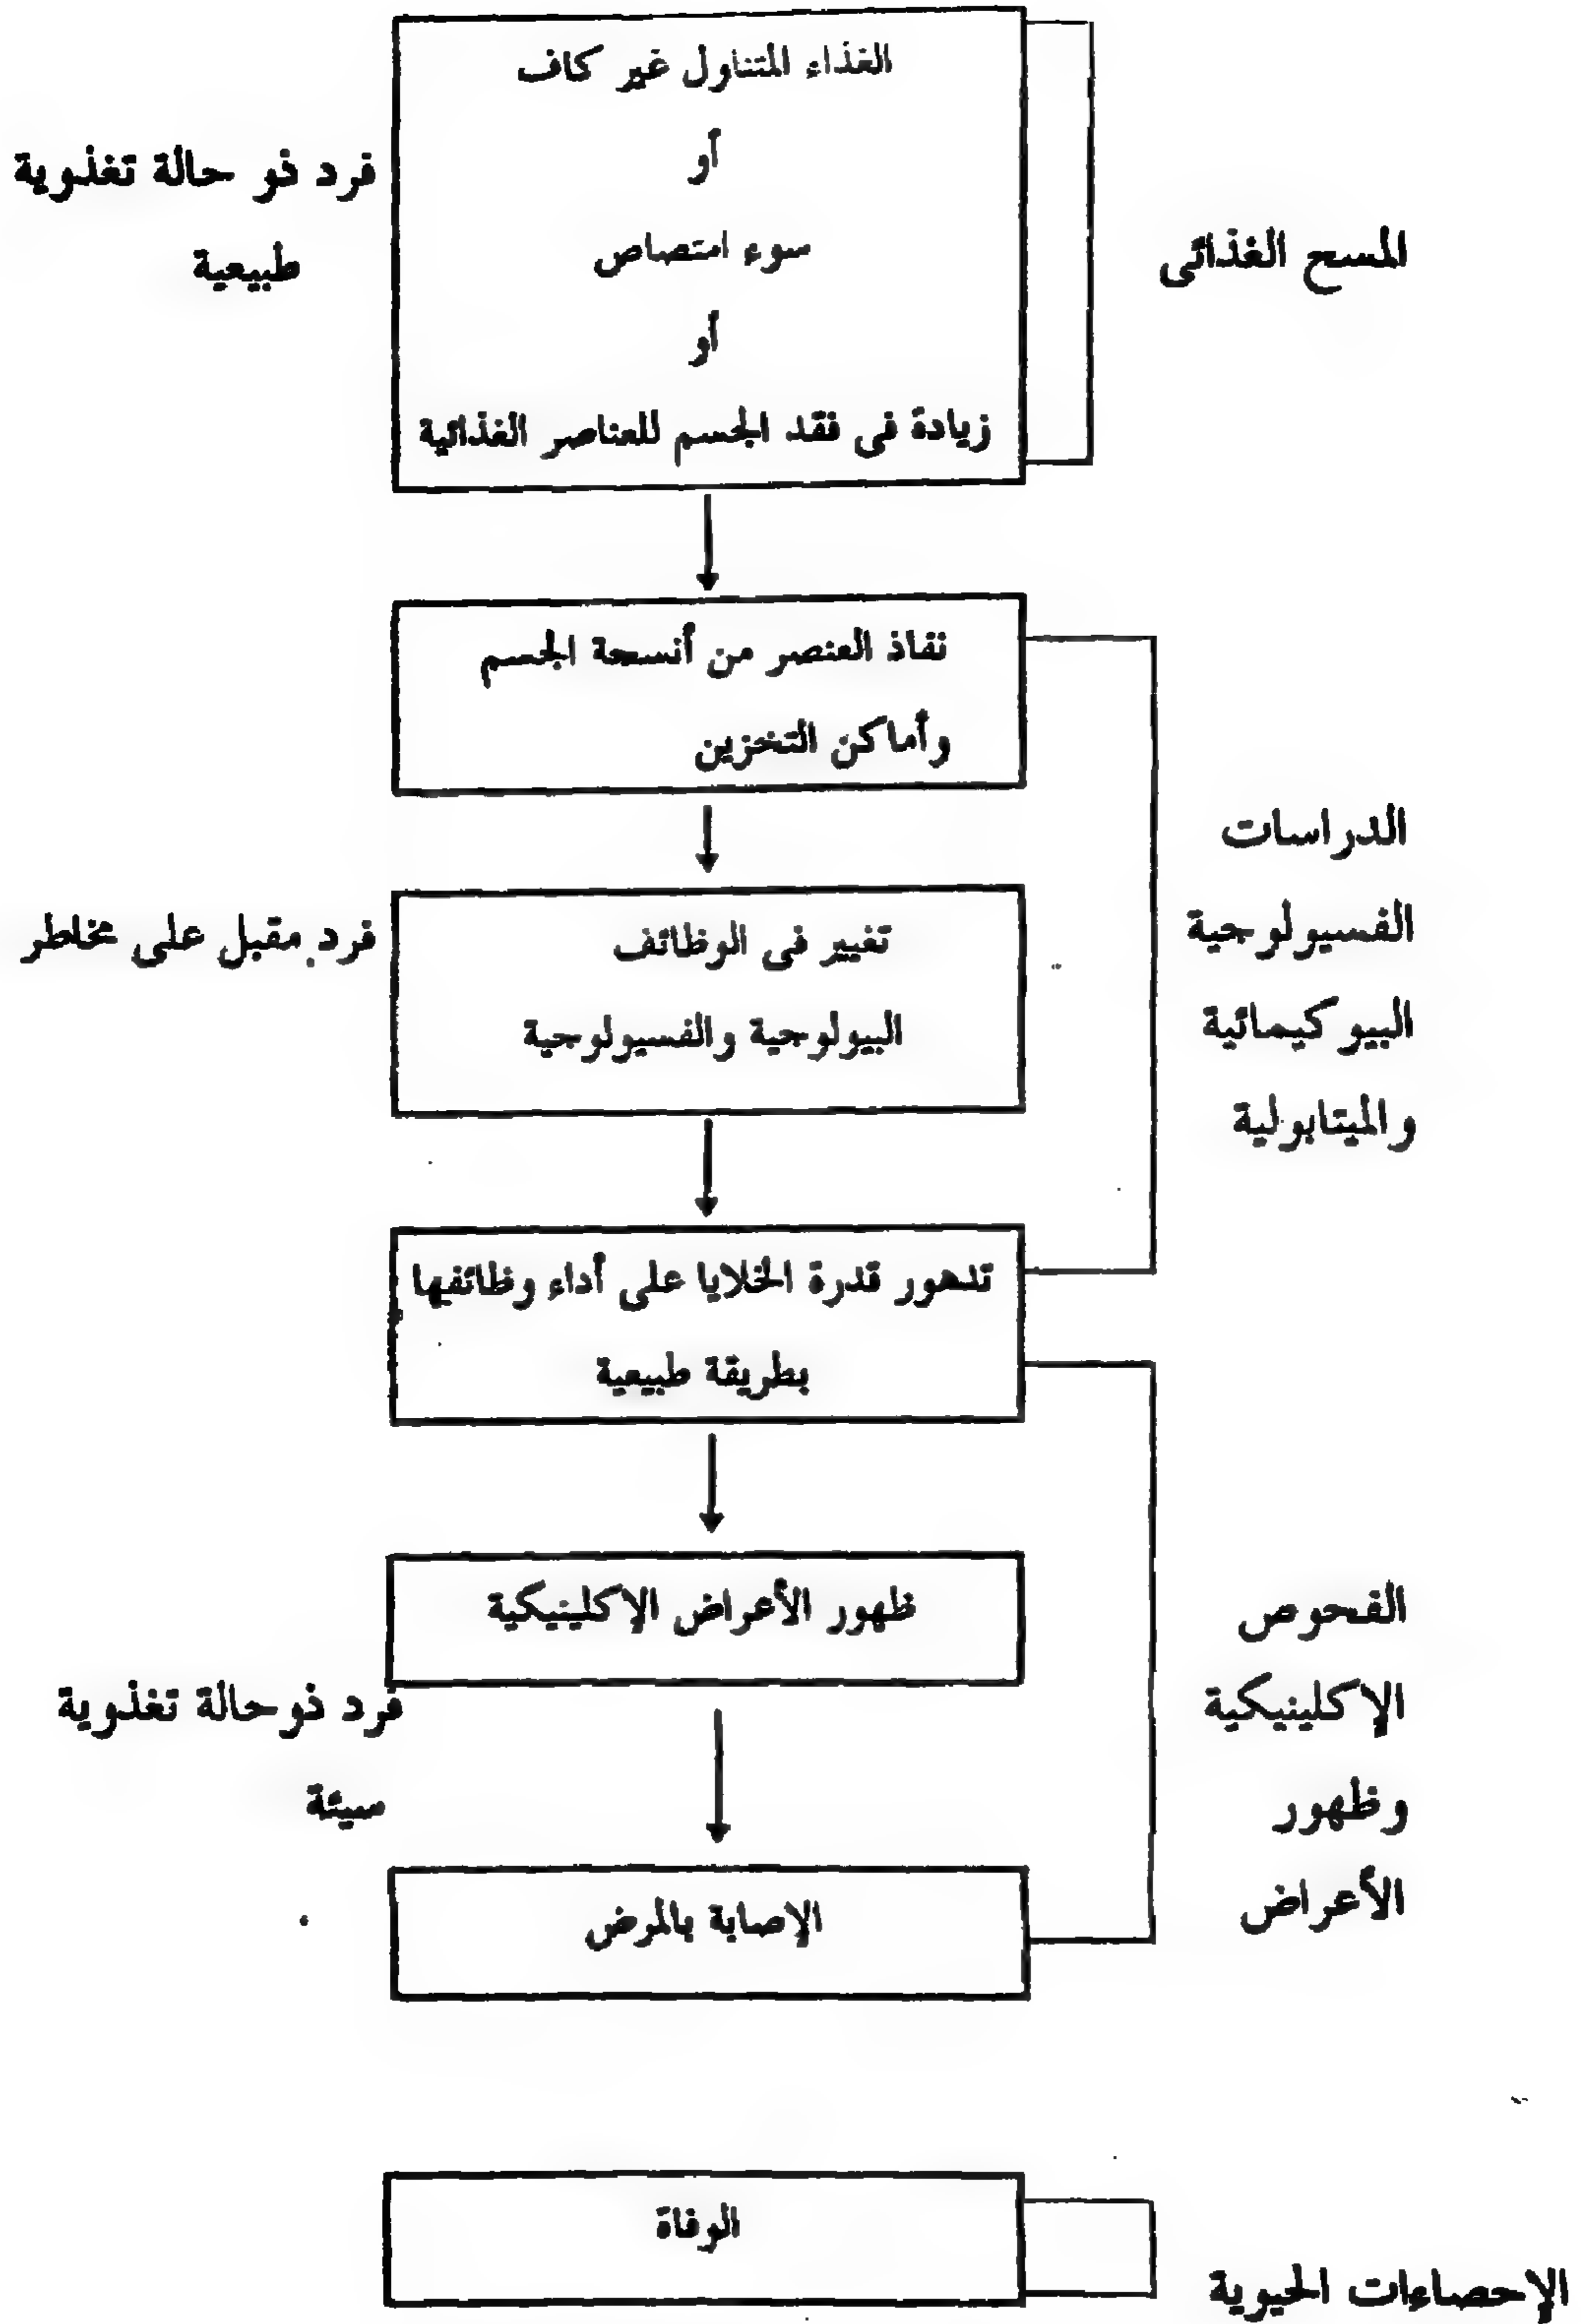 الغذاء المتناول غير كاف
أو
سوء امتصاص
أو
زيادة فى فقد الجسم للعناصر الغذائية
المسح الغذائى
فرد ذو حالة تغذوية
طبيعية
نفاذ العنصر من أنسجة الجسم
وأماكن التخزين
تغيير فى الوظائف
البيولوجية والفسيولوجية
الدراسات
الفسيولوجية
البيوكيمائية
والميتابولية
فرد مقبل على مخاطر
تدهور قدرة الخلايا على أداء وظائفها
بطريقة طبيعية
ظهور الأعراض الإكلينيكية
الإصابة بالمرض
الفحوص
الإكلينيكية
وظهور
الأعراض
فرد ذو حالة تغذوية
سيئة
الوفاة
الإحصاءات الحيوية